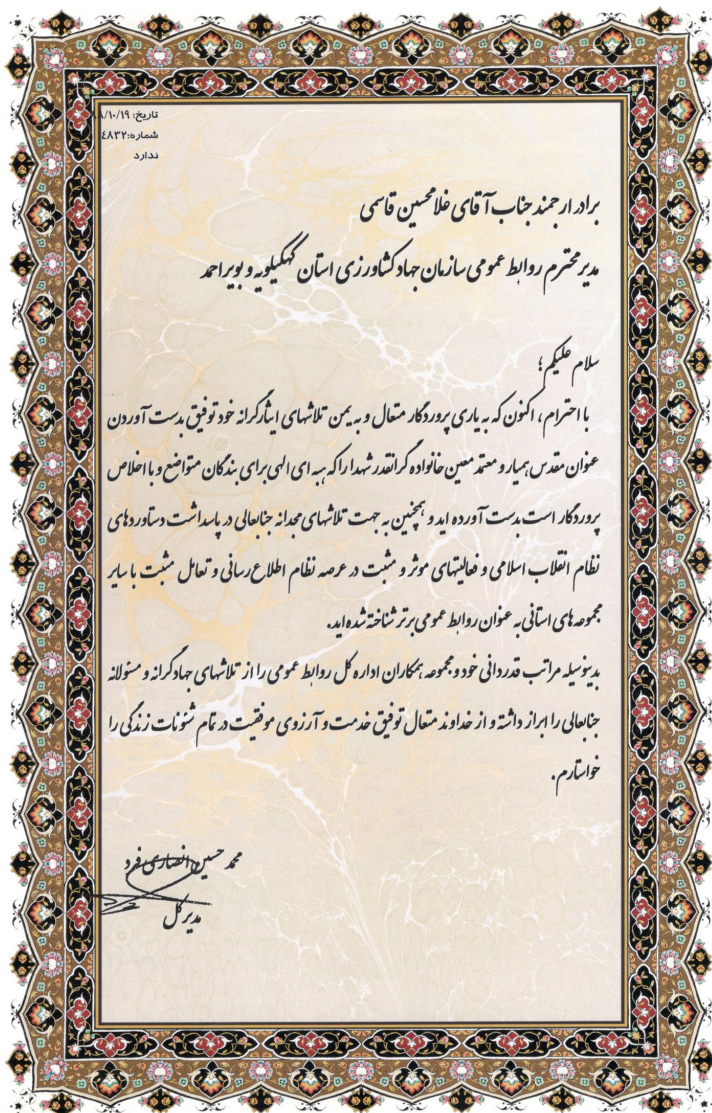 تاریخ: ۸/۱۰/۱۹
شماره: ٤٨٣٢
ندارد
برادر ارجمند جناب آقای غلامحسین قاسمی
مدیر محترم روابط عمومی سازمان جهاد کشاورزی استان کهگیلویه و بویراحمد
سلام علیکم؛
با احترام، اکنون که به یاری پروردگار متعال و به یمن تلاشهای ایثارگرانه خود توفیق بدست آوردن
عنوان مقدس همیار و معتمد معین خانواده گرانقدر شهدا را که هبه ای الهی برای بندگان متواضع و با اخلاص
پروردگار است بدست آورده اید و همچنین به جهت تلاشهای مجدانه جنابعالی در پاسداشت دستاوردهای
نظام انقلاب اسلامی و فعالیتهای موثر و مثبت در عرصه نظام اطلاع رسانی و تعامل مثبت با سایر
مجموعه های استانی به عنوان روابط عمومی برتر شناخته شده اید.
بدینوسیله مراتب قدردانی خود و مجموعه همکاران اداره کل روابط عمومی را از تلاشهای جهادگرانه و مسئولانه
جنابعالی را ابراز داشته و از خداوند متعال توفیق خدمت و آرزوی موفقیت در تمام شئونات زندگی را
خواستارم.
محمد حسین انصاری فرد
مدیر کل